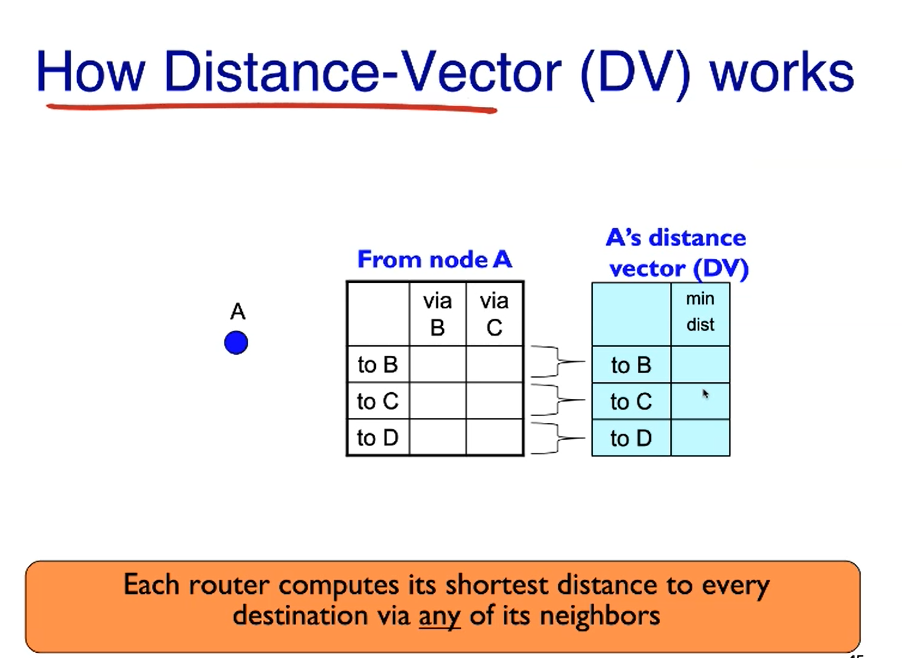 How Distance-Vector (DV) works
A's distance
vector (DV)
From node A
A
via via
B C
to B
to C
to D
min
dist
to B
to C
to D
Each router computes its shortest distance to every
destination via any of its neighbors